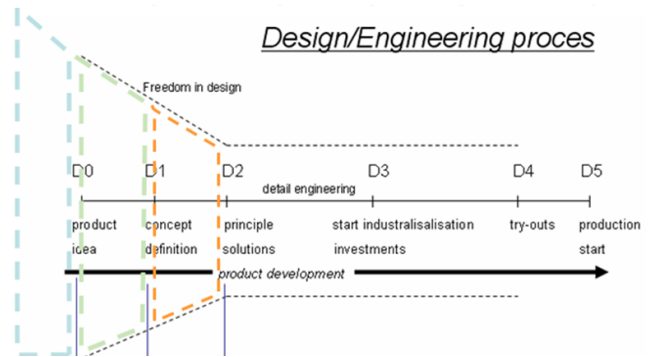 Design/Engineering proces
Freedom in design
D0 D1 D2 D3 D4 D5
detail engineering
product concept principle start industralisalisation try-outs production
idea definition solutions investments start
product development